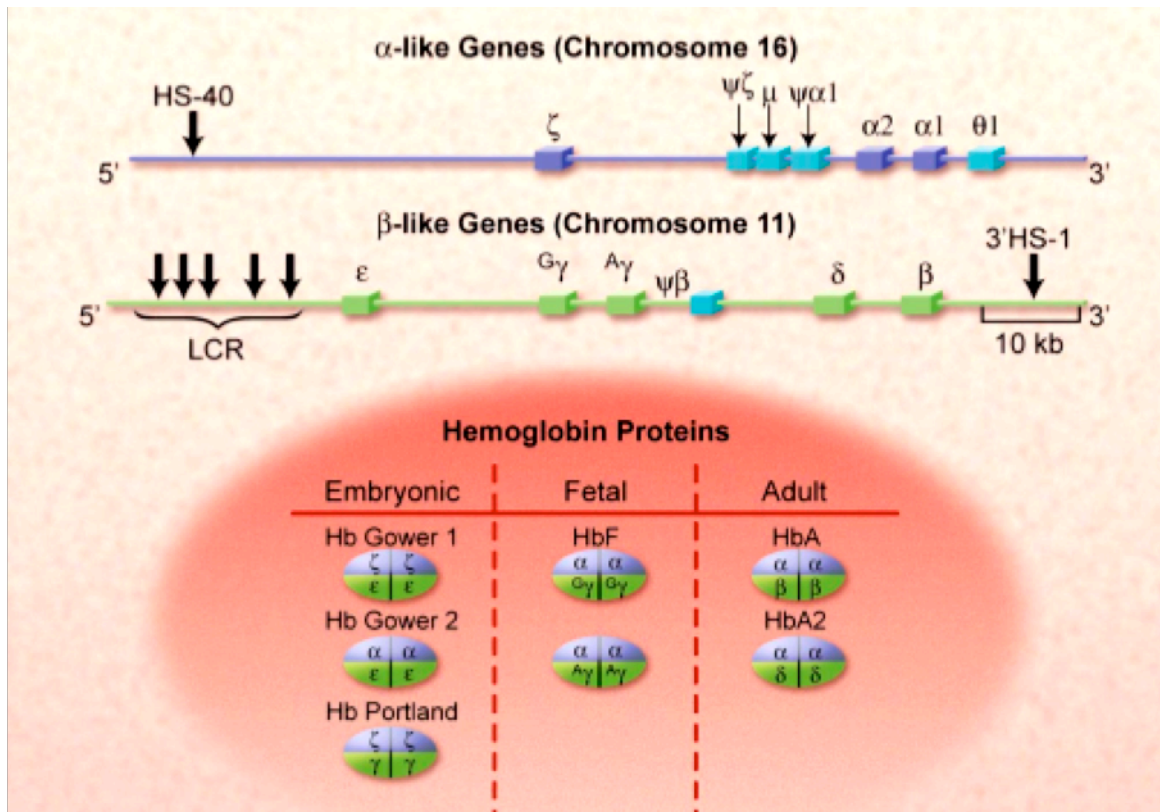 α-like Genes (Chromosome 16)
HS-40
ζ ψζ μ ψα1 α2 α1 θ1
5' 3'
β-like Genes (Chromosome 11)
3'HS-1
ε Gγ Aγ ψβ δ β
5' 3'
LCR 10 kb
Hemoglobin Proteins
Embryonic Fetal Adult
Hb Gower 1 HbF HbA
ζ ζ α α α α
ε ε Gγ Gγ β β
Hb Gower 2 HbA2
α α α α α α
ε ε Aγ Aγ δ δ
Hb Portland
ζ ζ
γ γ